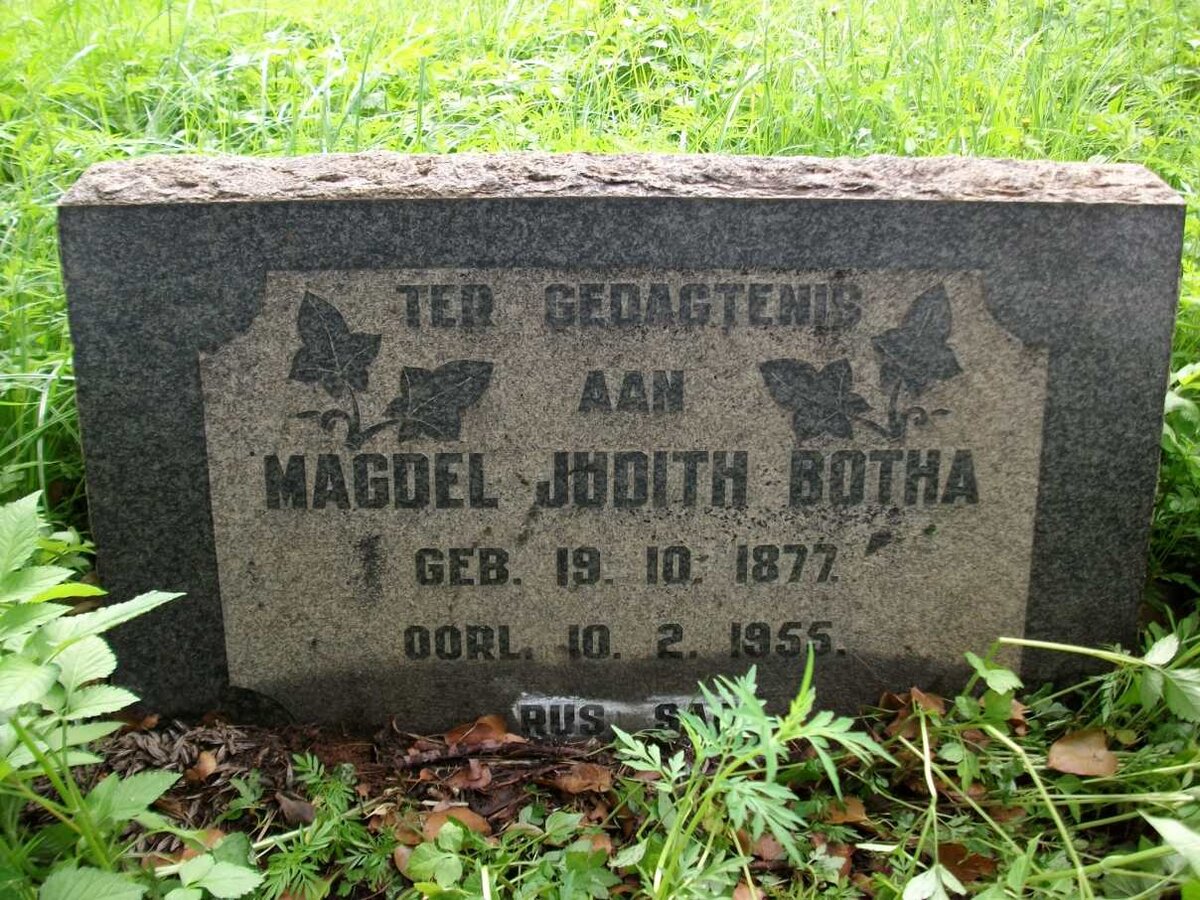 TER GEDAGTENIS
AAN
MAGDEL JUDITH BOTHA
GEB. 19. 10. 1877.
OORL. 10. 2. 1955.
RUS